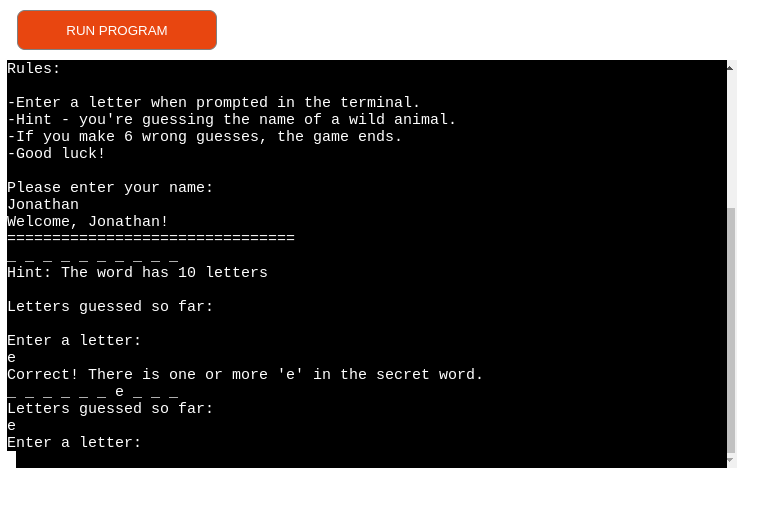 RUN PROGRAM
Rules:
-Enter a letter when prompted in the terminal.
-Hint - you're guessing the name of a wild animal.
-If you make 6 wrong guesses, the game ends.
-Good luck!
Please enter your name:
Jonathan
Welcome, Jonathan!
================================
_ _ _ _ _ _ _ _ _ _
Hint: The word has 10 letters
Letters guessed so far:
Enter a letter:
e
Correct! There is one or more 'e' in the secret word.
_ _ _ _ _ _ e _ _ _
Letters guessed so far:
e
Enter a letter: